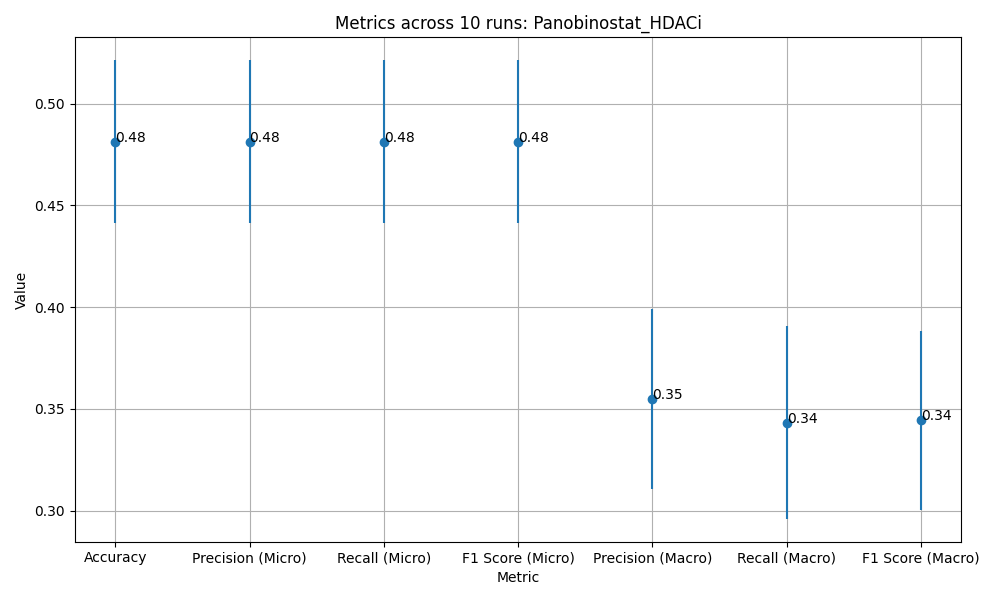 Metrics across 10 runs: Panobinostat_HDACi
Value
0.50
0.45
0.40
0.35
0.30
0.48
0.48
0.48
0.48
0.35
0.34
0.34
Accuracy
Precision (Micro)
Recall (Micro)
F1 Score (Micro)
Precision (Macro)
Recall (Macro)
F1 Score (Macro)
Metric